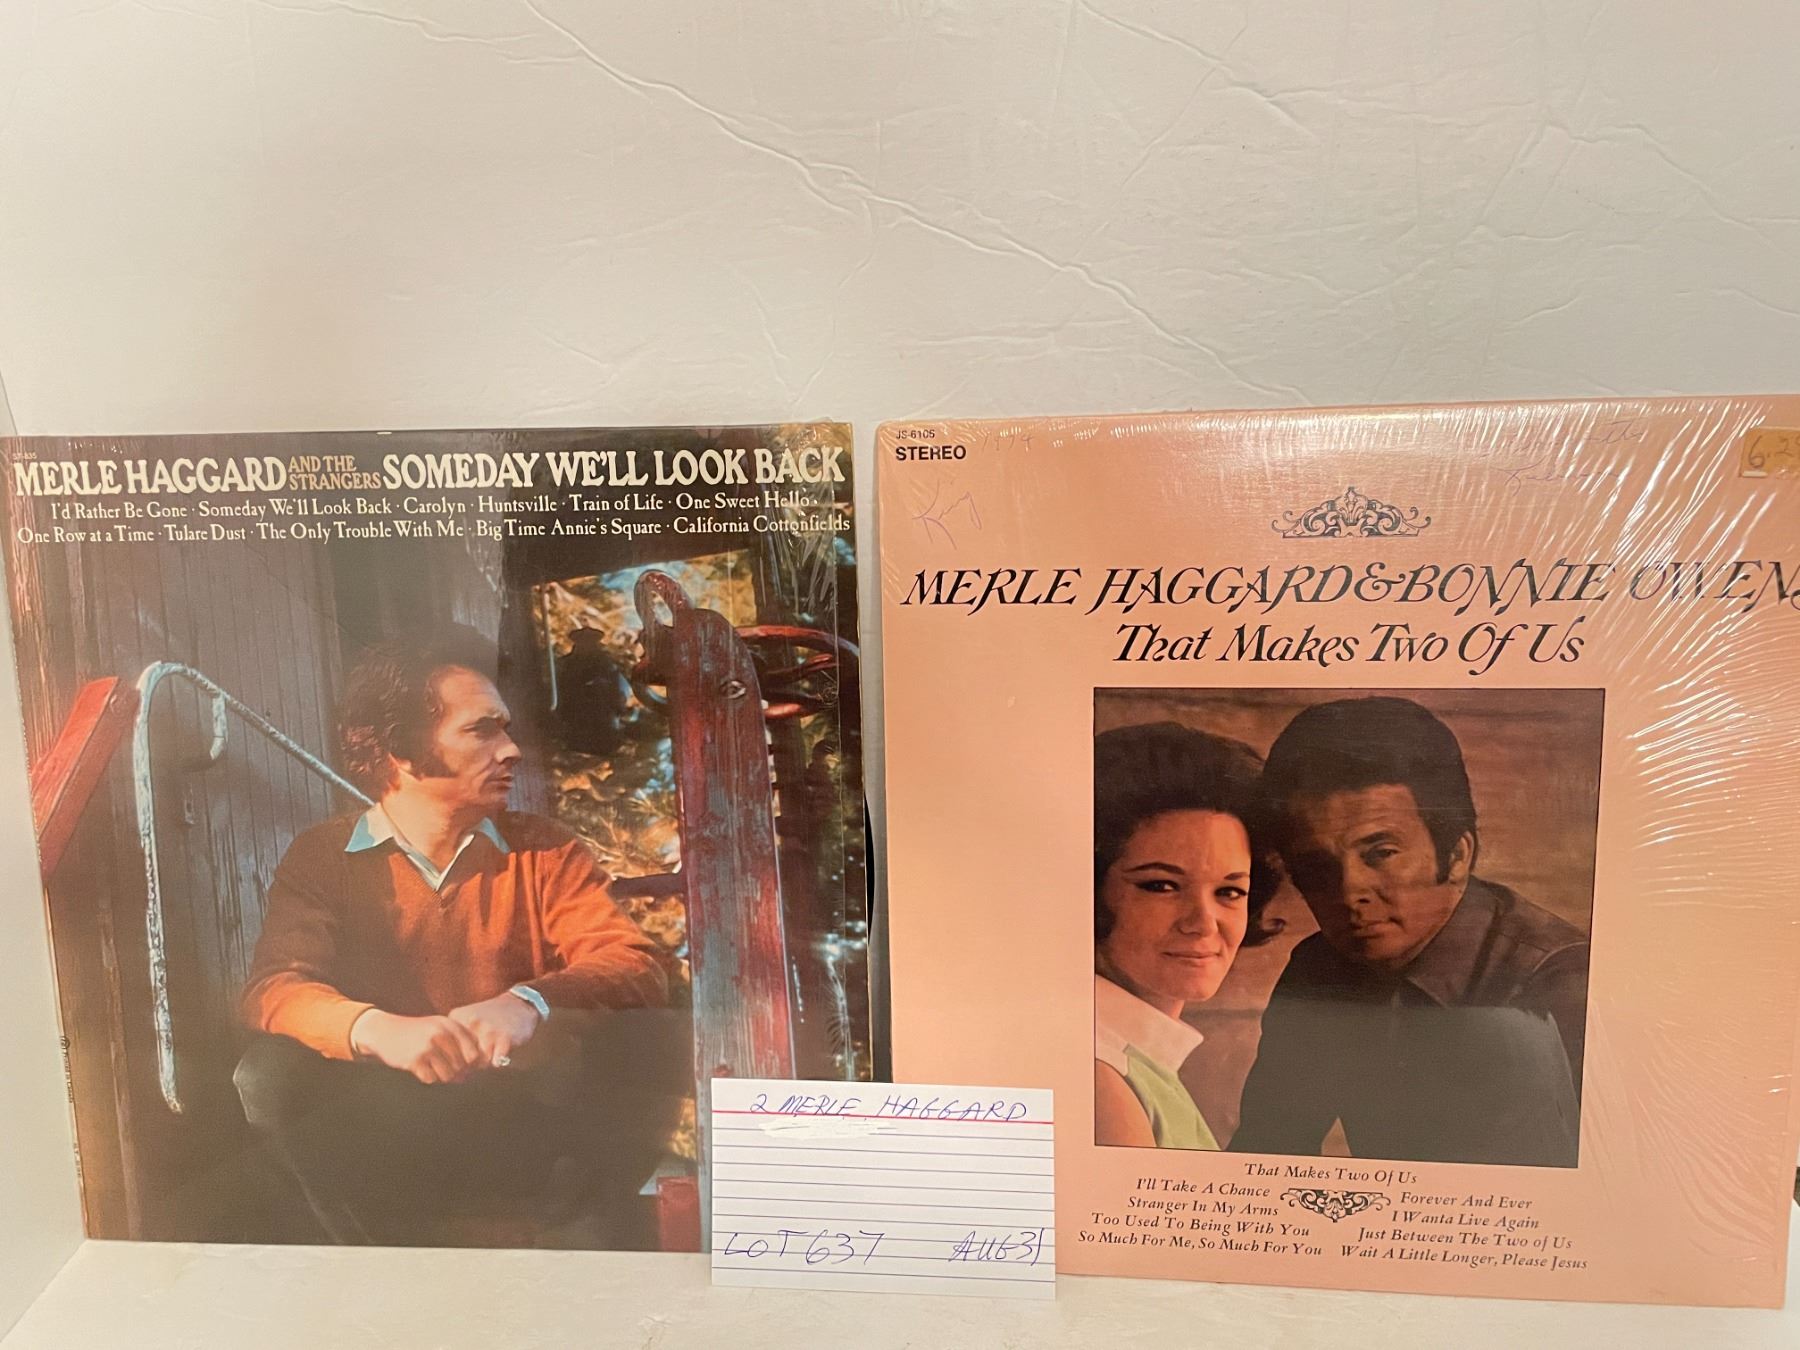 ST-835
MERLE HAGGARD AND THE STRANGERS SOMEDAY WE'LL LOOK BACK
I'd Rather Be Gone · Someday We'll Look Back · Carolyn · Huntsville · Train of Life · One Sweet Hello ·
One Row at a Time · Tulare Dust · The Only Trouble With Me · Big Time Annie's Square · California Cottonfields
JS-6105
STEREO
1974
King
6.29
MERLE HAGGARD & BONNIE OWENS
That Makes Two Of Us
That Makes Two Of Us
I'll Take A Chance
Stranger In My Arms
Too Used To Being With You
So Much For Me, So Much For You
Forever And Ever
I Wanta Live Again
Just Between The Two of Us
Wait A Little Longer, Please Jesus
2 MERLE HAGGARD
LOT 637 AUG 31